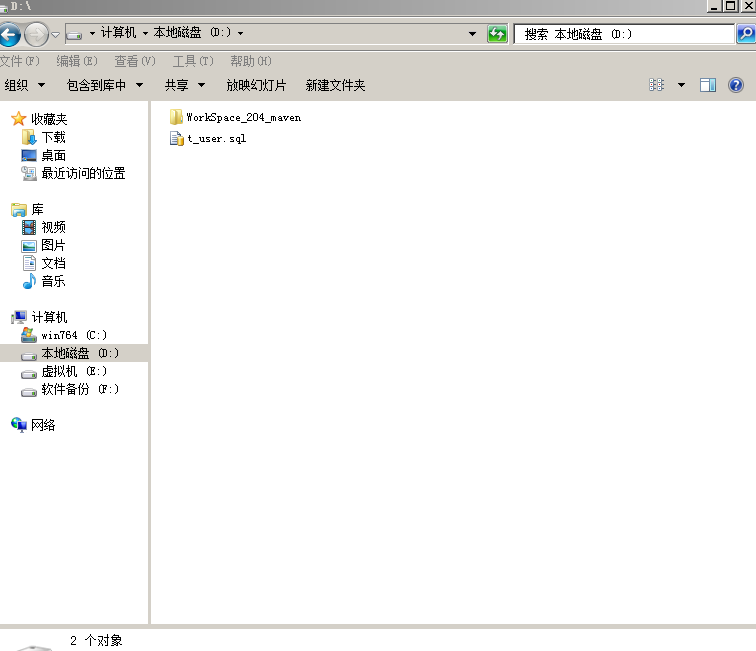 D:\
计算机 本地磁盘 (D:)
搜索 本地磁盘 (D:)
文件(F) 编辑(E) 查看(V) 工具(T) 帮助(H)
组织 包含到库中 共享 放映幻灯片 新建文件夹
收藏夹
下载
桌面
最近访问的位置
库
视频
图片
文档
音乐
计算机
win764 (C:)
本地磁盘 (D:)
虚拟机 (E:)
软件备份 (F:)
网络
WorkSpace_204_maven
t_user.sql
2 个对象